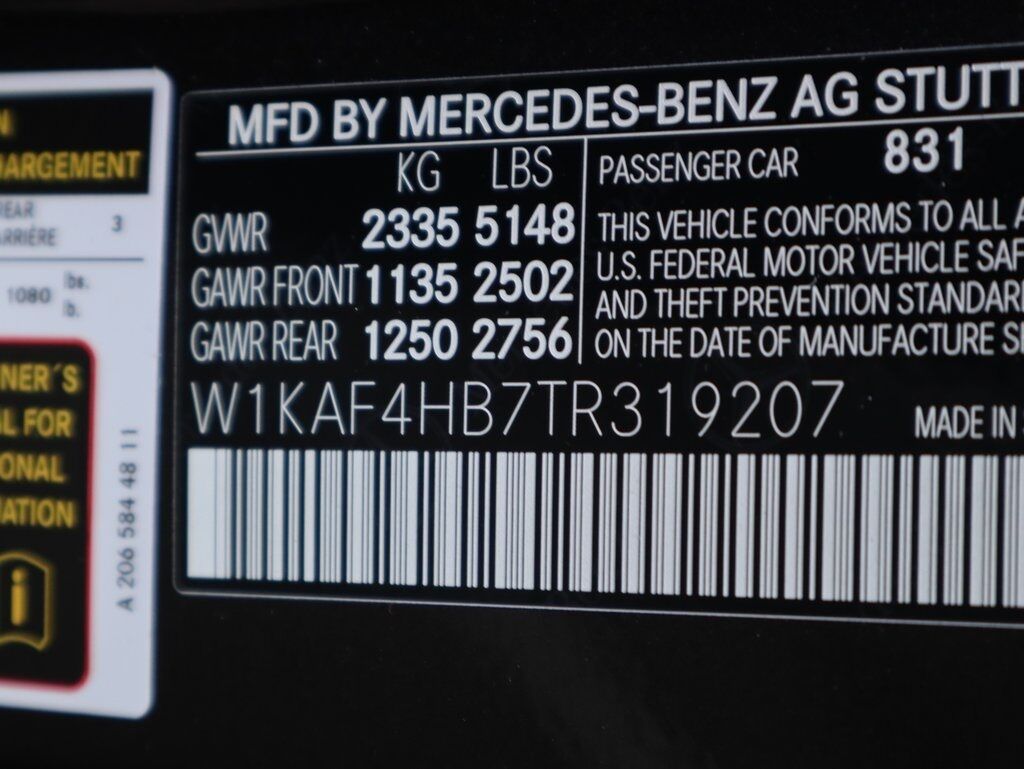 N
ARGEMENT
REAR
ARRIÈRE
3
1080
bs.
b.
NER'S
L FOR
ONAL
ATION
i
A 206 584 48 11
MFD BY MERCEDES-BENZ AG STUTT
KG LBS
GVWR 2335 5148
GAWR FRONT 1135 2502
GAWR REAR 1250 2756
PASSENGER CAR 831
THIS VEHICLE CONFORMS TO ALL A
U.S. FEDERAL MOTOR VEHICLE SAF
AND THEFT PREVENTION STANDAR
ON THE DATE OF MANUFACTURE S
W1KAF4HB7TR319207
MADE IN